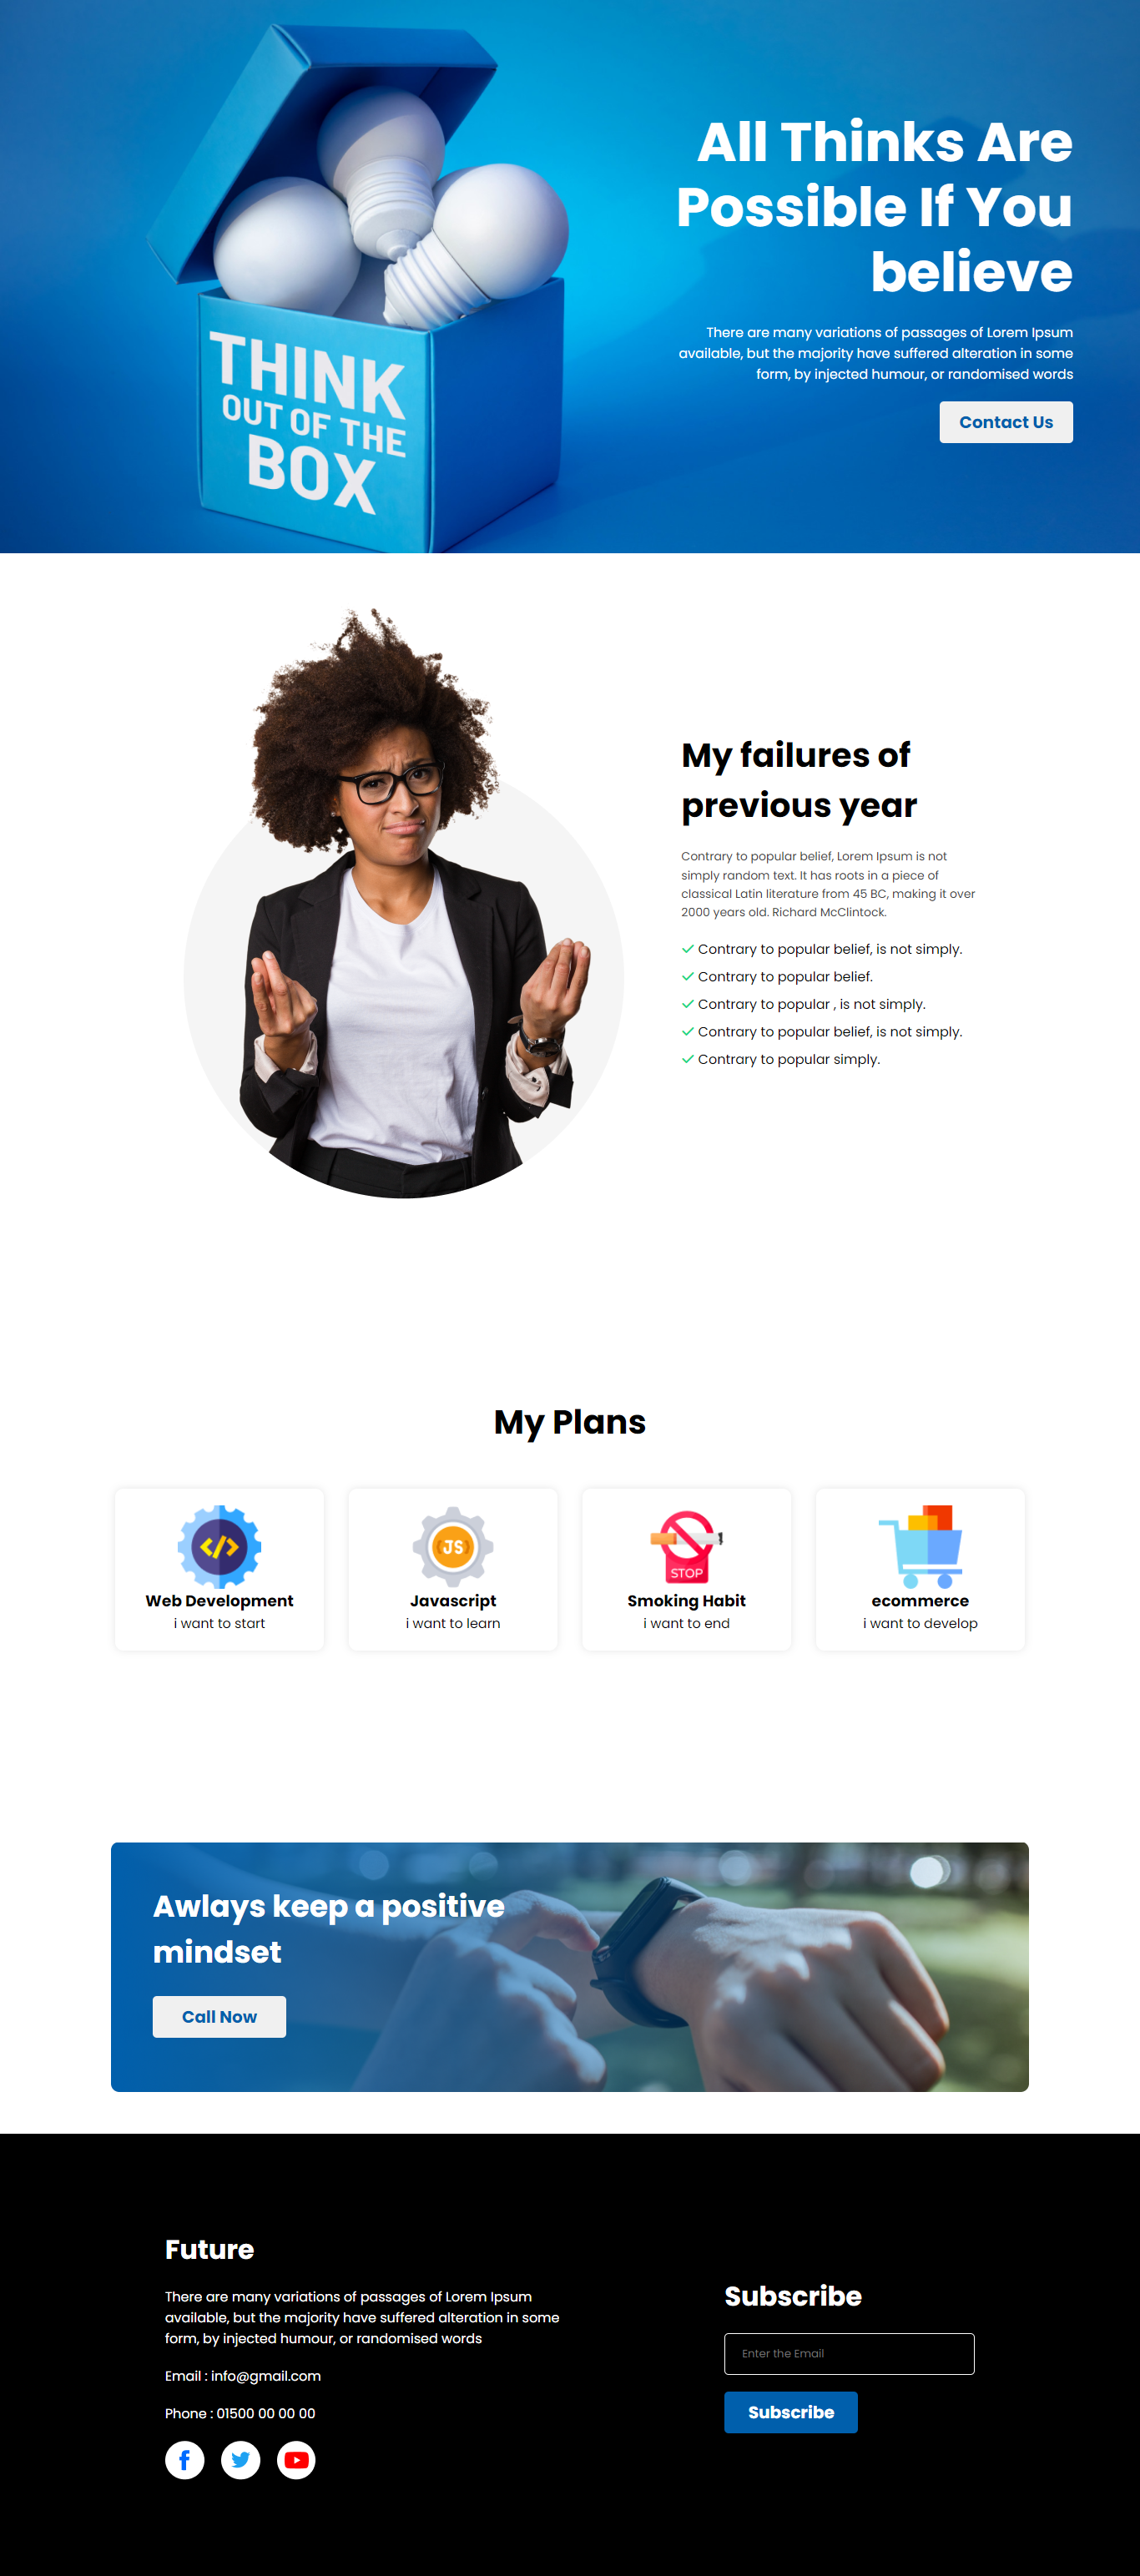 All Thinks Are
Possible If You
believe
There are many variations of passages of Lorem Ipsum
available, but the majority have suffered alteration in some
form, by injected humour, or randomised words
Contact Us
THINK
OUT OF THE
BOX
My failures of
previous year
Contrary to popular belief, Lorem Ipsum is not
simply random text. It has roots in a piece of
classical Latin literature from 45 BC, making it over
2000 years old. Richard McClintock.
Contrary to popular belief, is not simply.
Contrary to popular belief.
Contrary to popular , is not simply.
Contrary to popular belief, is not simply.
Contrary to popular simply.
My Plans
</>
Web Development
i want to start
JS
Javascript
i want to learn
STOP
Smoking Habit
i want to end
ecommerce
i want to develop
Awlays keep a positive
mindset
Call Now
Future
There are many variations of passages of Lorem Ipsum
available, but the majority have suffered alteration in some
form, by injected humour, or randomised words
Email : info@gmail.com
Phone : 01500 00 00 00
Subscribe
Enter the Email
Subscribe